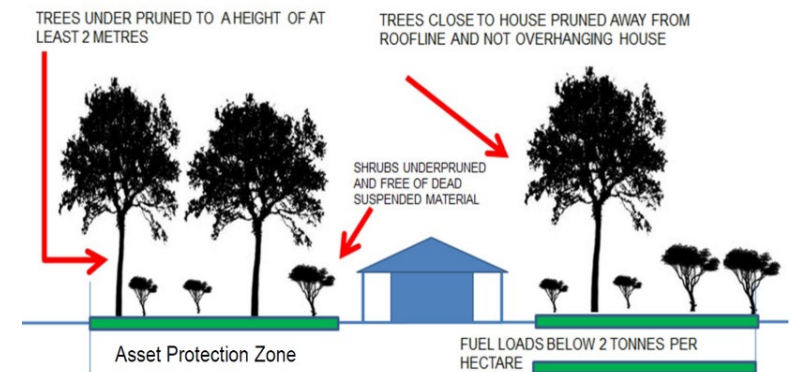 TREES UNDER PRUNED TO A HEIGHT OF AT
LEAST 2 METRES
TREES CLOSE TO HOUSE PRUNED AWAY FROM
ROOFLINE AND NOT OVERHANGING HOUSE
SHRUBS UNDERPRUNED
AND FREE OF DEAD
SUSPENDED MATERIAL
Asset Protection Zone
FUEL LOADS BELOW 2 TONNES PER
HECTARE